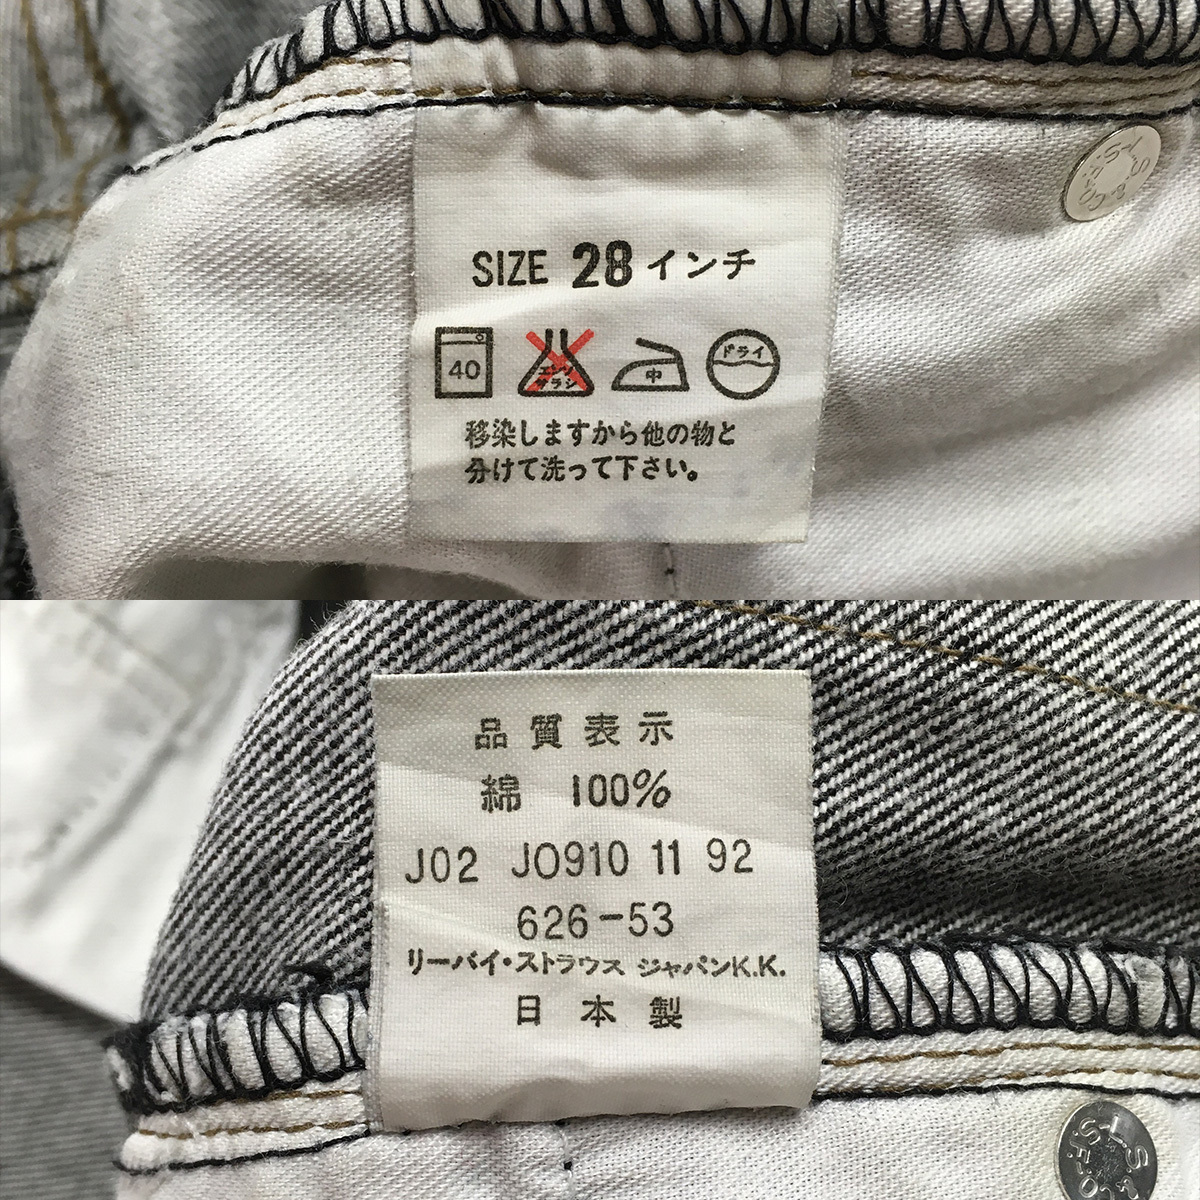 SIZE 28 インチ
40 エンソ サラシ 中 ドライ
移染しますから他の物と
分けて洗って下さい。
L.S.&CO. S.F.
品質表示
綿 100%
J02 J0910 11 92
626-53
リーバイ・ストラウス ジャパンK.K.
日本製
L.S.&CO. S.F.